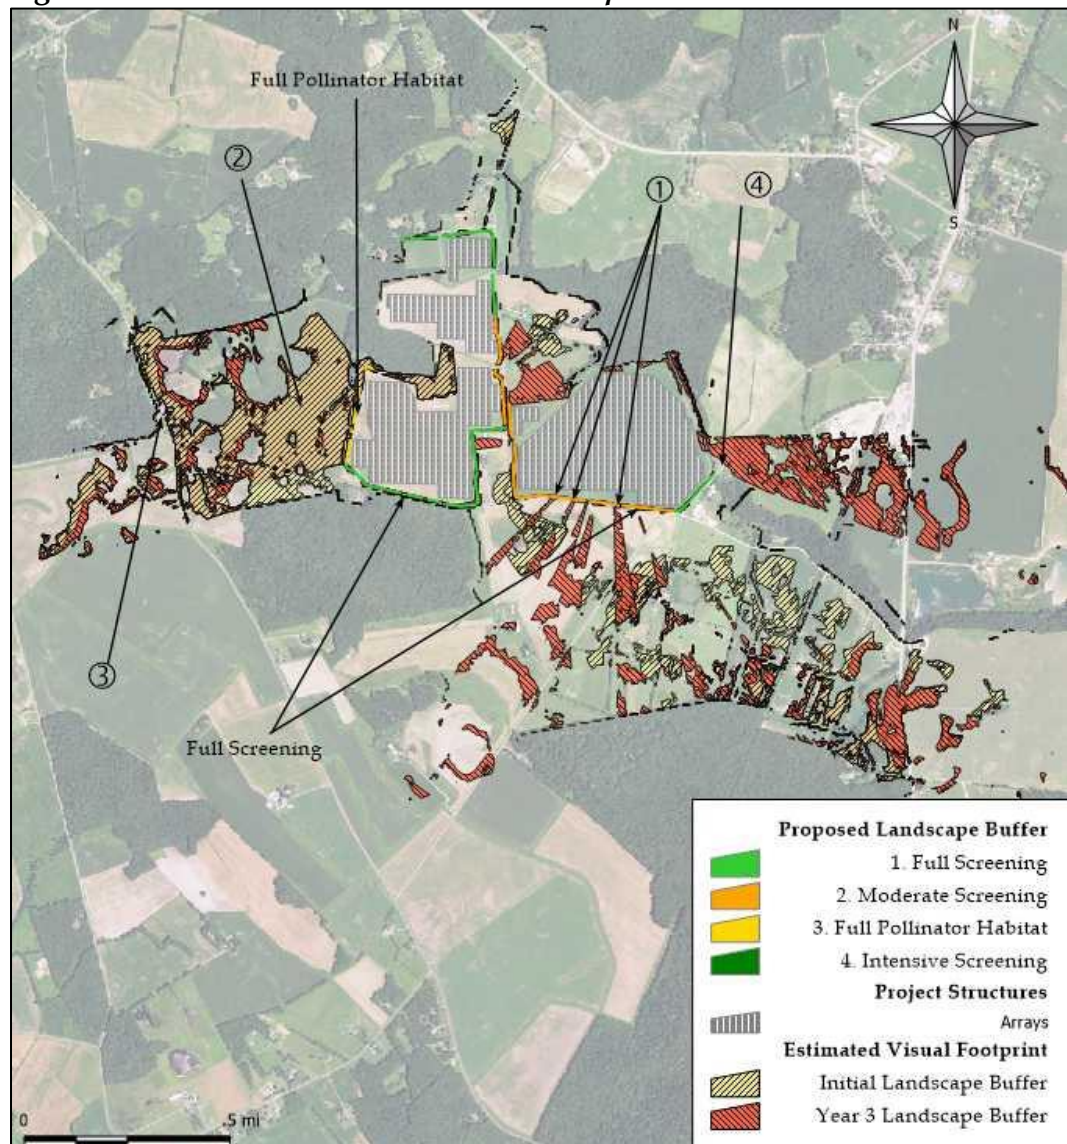 Full Pollinator Habitat
N
②
①
④
S
③
Full Screening
Proposed Landscape Buffer
1. Full Screening
2. Moderate Screening
3. Full Pollinator Habitat
4. Intensive Screening
Project Structures
Arrays
Estimated Visual Footprint
Initial Landscape Buffer
Year 3 Landscape Buffer
0 .5 mi